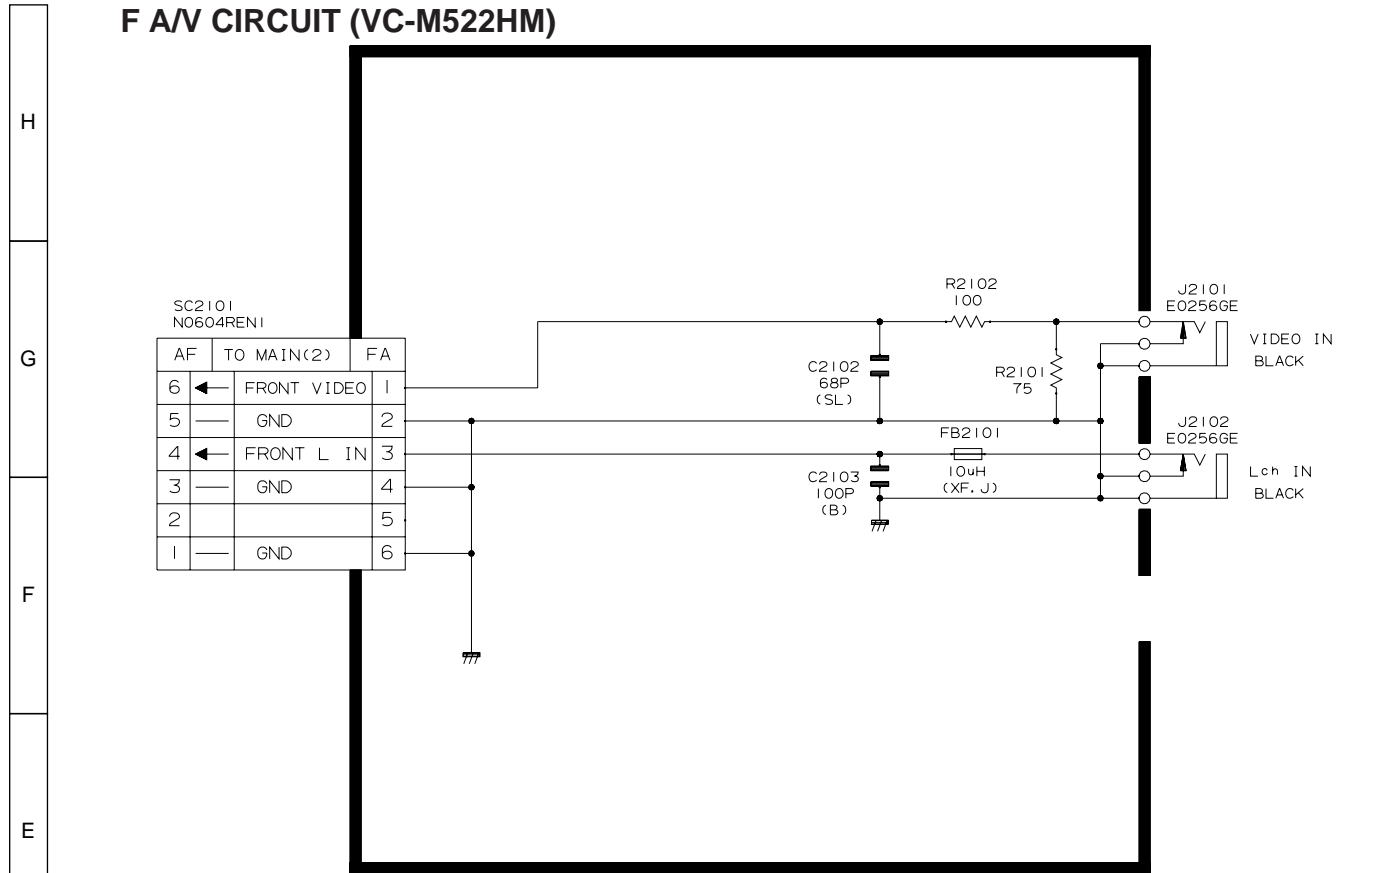 F A/V CIRCUIT (VC-M522HM)
H
G
F
E
SC2101
N0604REN1
AF TO MAIN(2) FA
6 FRONT VIDEO 1
5 GND 2
4 FRONT L IN 3
3 GND 4
2 5
1 GND 6
R2102
100
C2102
68P
(SL)
R2101
75
J2101
E0256GE
VIDEO IN
BLACK
FB2101
10uH
(XF.J)
C2103
100P
(B)
J2102
E0256GE
Lch IN
BLACK